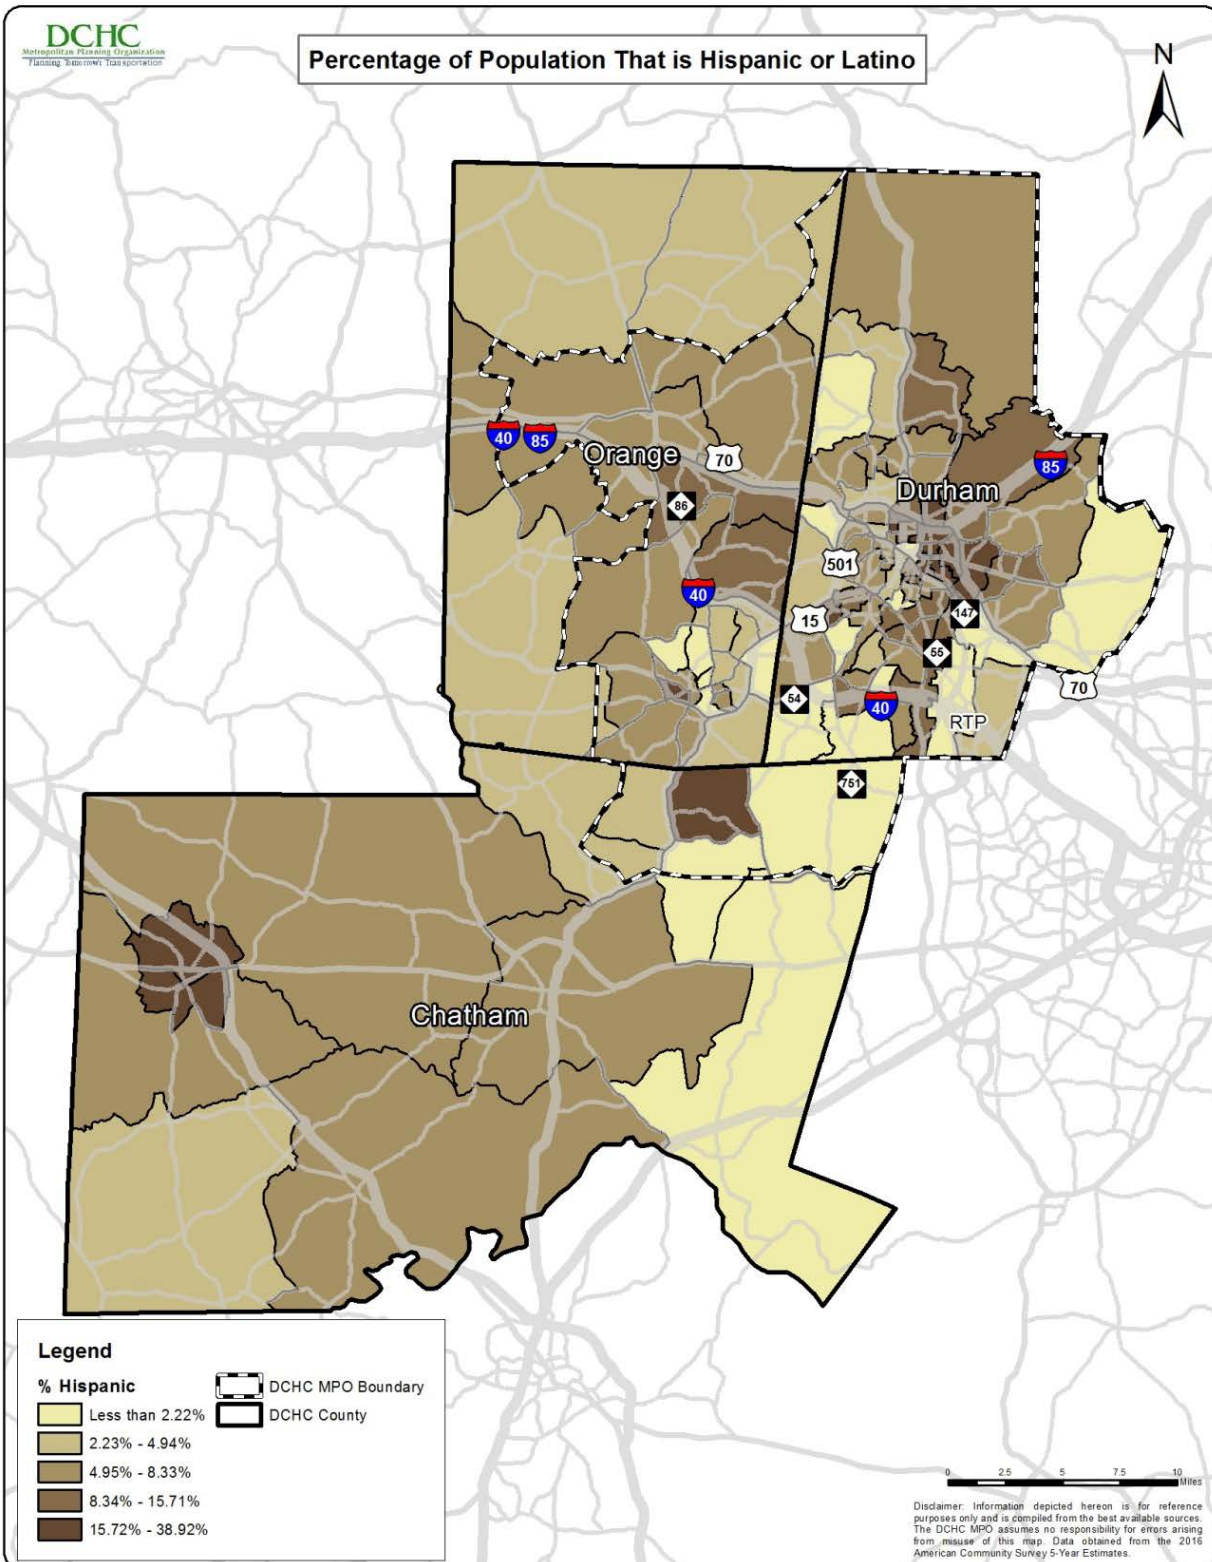 DCHC
Metropolitan Planning Organization
Planning Tomorrow's Transportation
Percentage of Population That is Hispanic or Latino
N
40
85
Orange
70
86
85
Durham
501
40
15
147
55
54
40
70
RTP
751
Chatham
Legend
% Hispanic
Less than 2.22%
2.23% - 4.94%
4.95% - 8.33%
8.34% - 15.71%
15.72% - 38.92%
DCHC MPO Boundary
DCHC County
0 2.5 5 7.5 10
Miles
Disclaimer: Information depicted hereon is for reference
purposes only and is compiled from the best available sources.
The DCHC MPO assumes no responsibility for errors arising
from misuse of this map. Data obtained from the 2016
American Community Survey 5-Year Estimates.